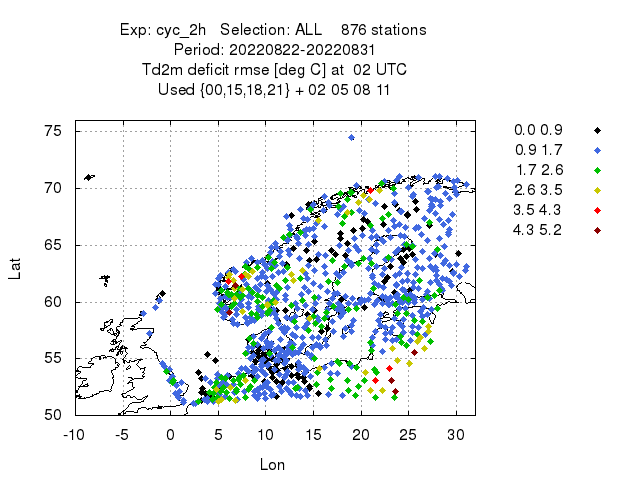 Exp: cyc_2h Selection: ALL 876 stations
Period: 20220822-20220831
Td2m deficit rmse [deg C] at 02 UTC
Used {00,15,18,21} + 02 05 08 11
75
70
65
60
55
50
Lat
-10 -5 0 5 10 15 20 25 30
Lon
0.0 0.9
0.9 1.7
1.7 2.6
2.6 3.5
3.5 4.3
4.3 5.2